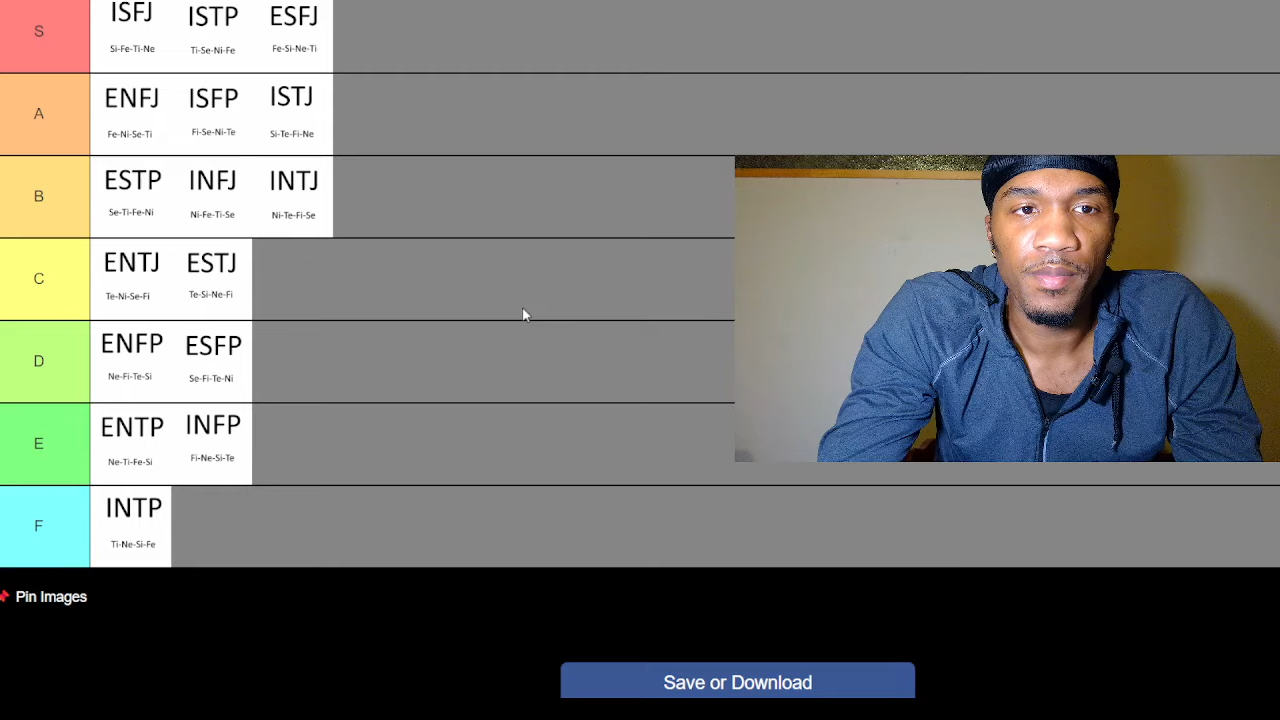 S
ISFJ ISTP ESFJ
Si-Fe-Ti-Ne Ti-Se-Ni-Fe Fe-Si-Ne-Ti
A
ENFJ ISFP ISTJ
Fe-Ni-Se-Ti Fi-Se-Ni-Te Si-Te-Fi-Ne
B
ESTP INFJ INTJ
Se-Ti-Fe-Ni Ni-Fe-Ti-Se Ni-Te-Fi-Se
C
ENTJ ESTJ
Te-Ni-Se-Fi Te-Si-Ne-Fi
D
ENFP ESFP
Ne-Fi-Te-Si Se-Fi-Te-Ni
E
ENTP INFP
Ne-Ti-Fe-Si Fi-Ne-Si-Te
F
INTP
Ti-Ne-Si-Fe
Pin Images
Save or Download